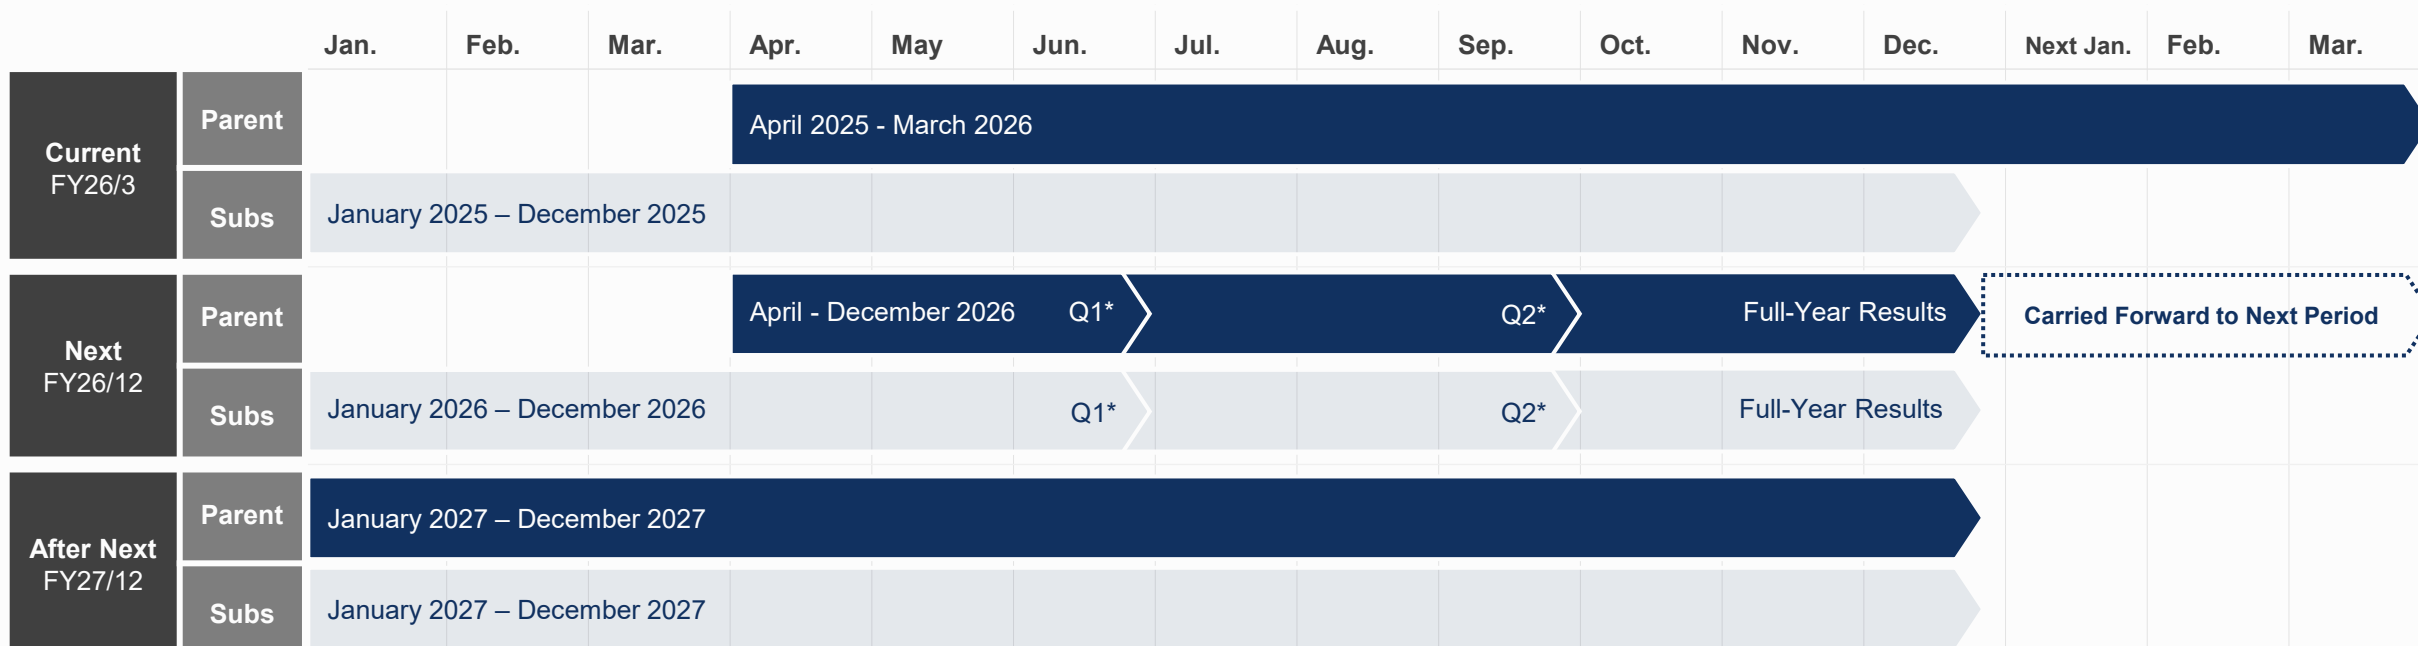 Jan. Feb. Mar. Apr. May Jun. Jul. Aug. Sep. Oct. Nov. Dec. Next Jan. Feb. Mar.
Current
FY26/3
Parent
April 2025 - March 2026
Subs
January 2025 – December 2025
Next
FY26/12
Parent
April - December 2026 Q1* Q2* Full-Year Results Carried Forward to Next Period
Subs
January 2026 – December 2026 Q1* Q2* Full-Year Results
After Next
FY27/12
Parent
January 2027 – December 2027
Subs
January 2027 – December 2027